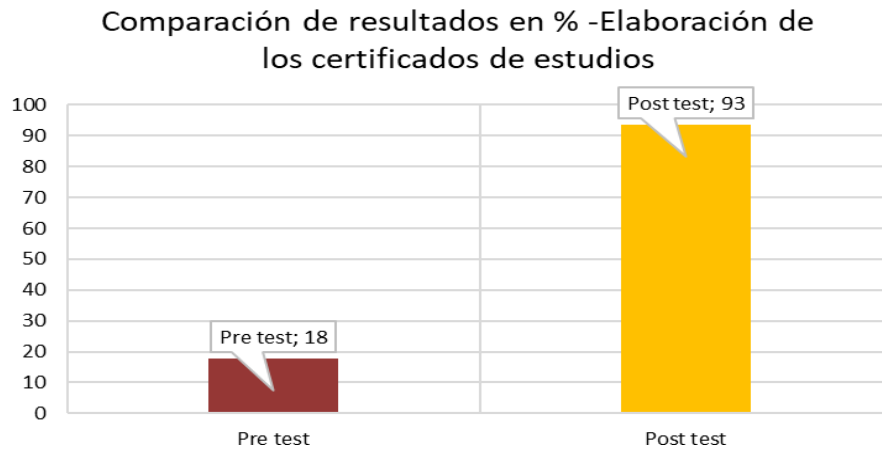 Comparación de resultados en % -Elaboración de
los certificados de estudios
100
90
80
70
60
50
40
30
20
10
0
Pre test; 18
Post test; 93
Pre test
Post test